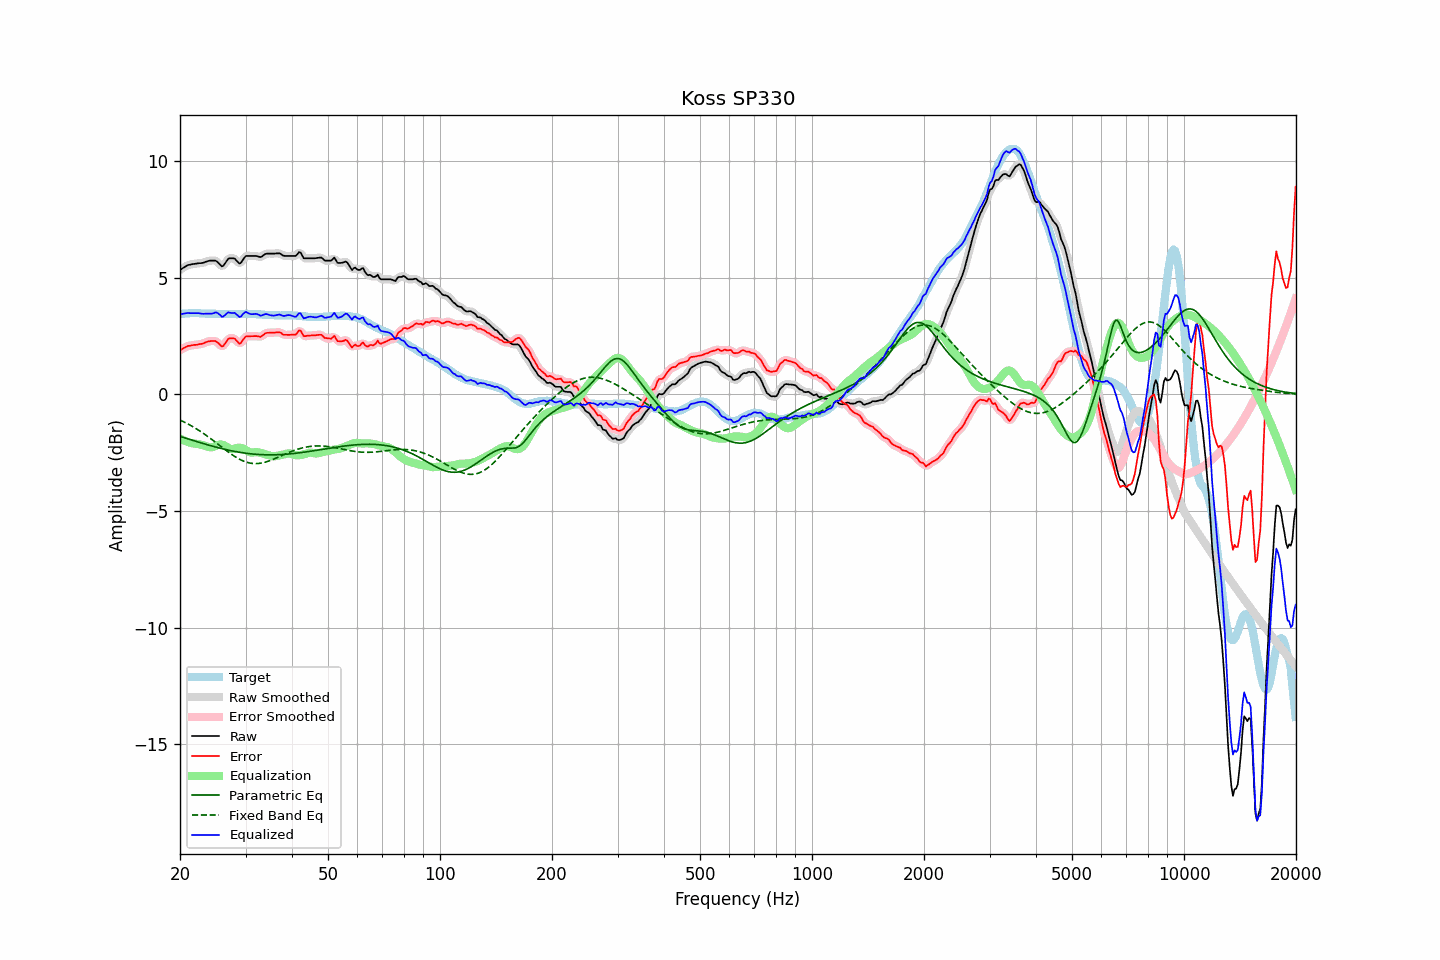 Koss SP330
Amplitude (dBr)
10
5
0
−5
−10
−15
Target
Raw Smoothed
Error Smoothed
Raw
Error
Equalization
Parametric Eq
Fixed Band Eq
Equalized
20 50 100 200 500 1000 2000 5000 10000 20000
Frequency (Hz)